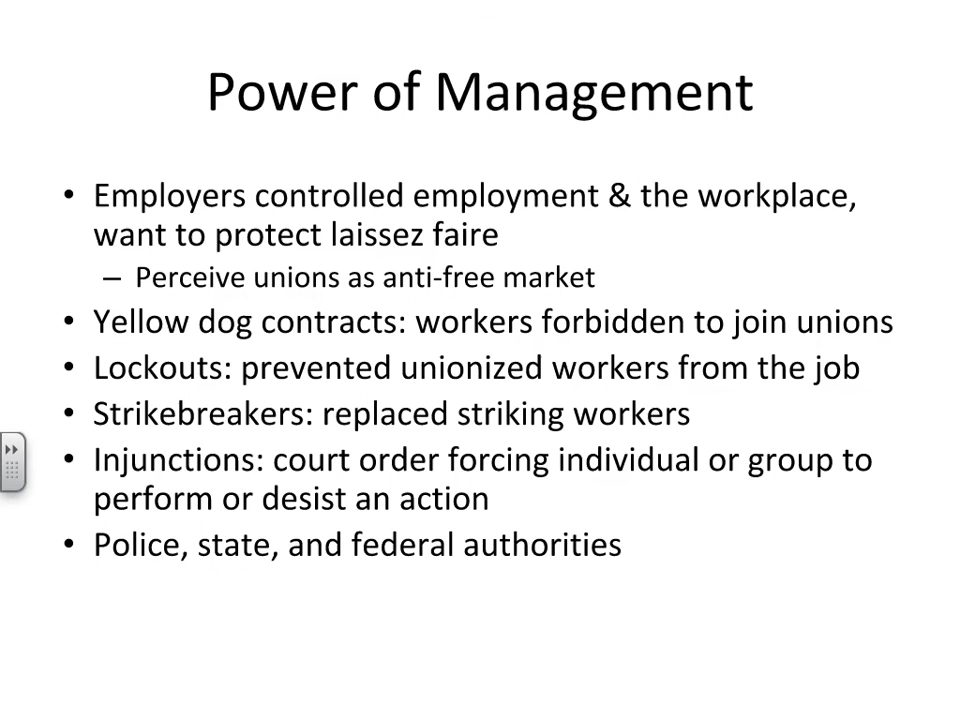 Power of Management
• Employers controlled employment & the workplace,
want to protect laissez faire
– Perceive unions as anti-free market
• Yellow dog contracts: workers forbidden to join unions
• Lockouts: prevented unionized workers from the job
• Strikebreakers: replaced striking workers
• Injunctions: court order forcing individual or group to
perform or desist an action
• Police, state, and federal authorities